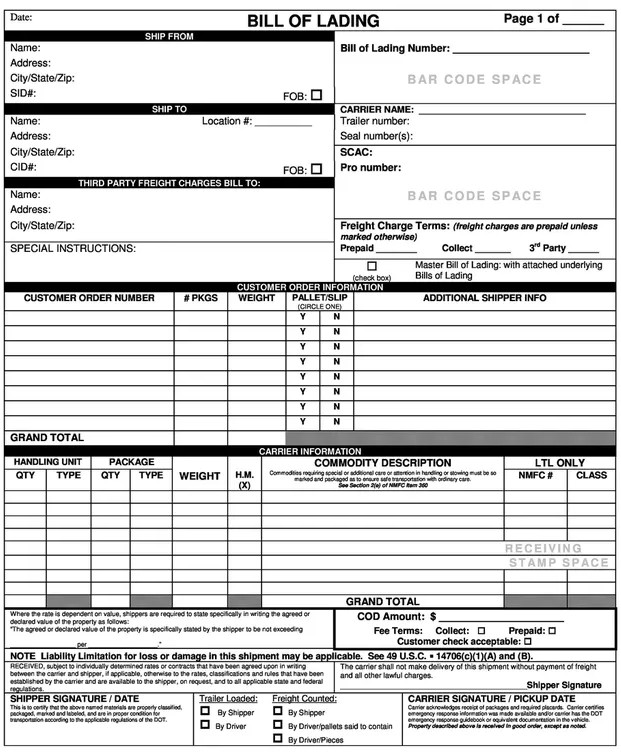 Date:
BILL OF LADING
Page 1 of ______
SHIP FROM
Name:
Address:
City/State/Zip:
SID#:
FOB: ☐
Bill of Lading Number: ____________________
BAR CODE SPACE
SHIP TO
Name:
Location #: __________
Address:
City/State/Zip:
CID#:
FOB: ☐
CARRIER NAME: ____________________
Trailer number:
Seal number(s):
SCAC:
Pro number:
BAR CODE SPACE
THIRD PARTY FREIGHT CHARGES BILL TO:
Name:
Address:
City/State/Zip:
SPECIAL INSTRUCTIONS:
Freight Charge Terms: (freight charges are prepaid unless
marked otherwise)
Prepaid ________ Collect _______ 3rd Party ______
☐
(check box)
Master Bill of Lading: with attached underlying
Bills of Lading
CUSTOMER ORDER INFORMATION
CUSTOMER ORDER NUMBER
# PKGS
WEIGHT
PALLET/SLIP
(CIRCLE ONE)
ADDITIONAL SHIPPER INFO
Y N
Y N
Y N
Y N
Y N
Y N
Y N
Y N
GRAND TOTAL
CARRIER INFORMATION
HANDLING UNIT
PACKAGE
COMMODITY DESCRIPTION
LTL ONLY
QTY
TYPE
QTY
TYPE
WEIGHT
H.M.
(X)
Commodities requiring special or additional care or attention in handling or stowing must be so
marked and packaged as to ensure safe transportation with ordinary care.
See Section 2(e) of NMFC Item 360
NMFC #
CLASS
RECEIVING
STAMP SPACE
GRAND TOTAL
Where the rate is dependent on value, shippers are required to state specifically in writing the agreed or
declared value of the property as follows:
"The agreed or declared value of the property is specifically stated by the shipper to be not exceeding
______________ per ______________."
COD Amount: $ ____________________
Fee Terms: Collect: ☐ Prepaid: ☐
Customer check acceptable: ☐
NOTE Liability Limitation for loss or damage in this shipment may be applicable. See 49 U.S.C. ▪ 14706(c)(1)(A) and (B).
RECEIVED, subject to individually determined rates or contracts that have been agreed upon in writing
between the carrier and shipper, if applicable, otherwise to the rates, classifications and rules that have been
established by the carrier and are available to the shipper, on request, and to all applicable state and federal
regulations.
The carrier shall not make delivery of this shipment without payment of freight
and all other lawful charges.
____________________Shipper Signature
SHIPPER SIGNATURE / DATE
This is to certify that the above named materials are properly classified,
packaged, marked and labeled, and are in proper condition for
transportation according to the applicable regulations of the DOT.
Trailer Loaded:
☐ By Shipper
☐ By Driver
Freight Counted:
☐ By Shipper
☐ By Driver/pallets said to contain
☐ By Driver/Pieces
CARRIER SIGNATURE / PICKUP DATE
Carrier acknowledges receipt of packages and required placards. Carrier certifies
emergency response information was made available and/or carrier has the DOT
emergency response guidebook or equivalent documentation in the vehicle.
Property described above is received in good order, except as noted.